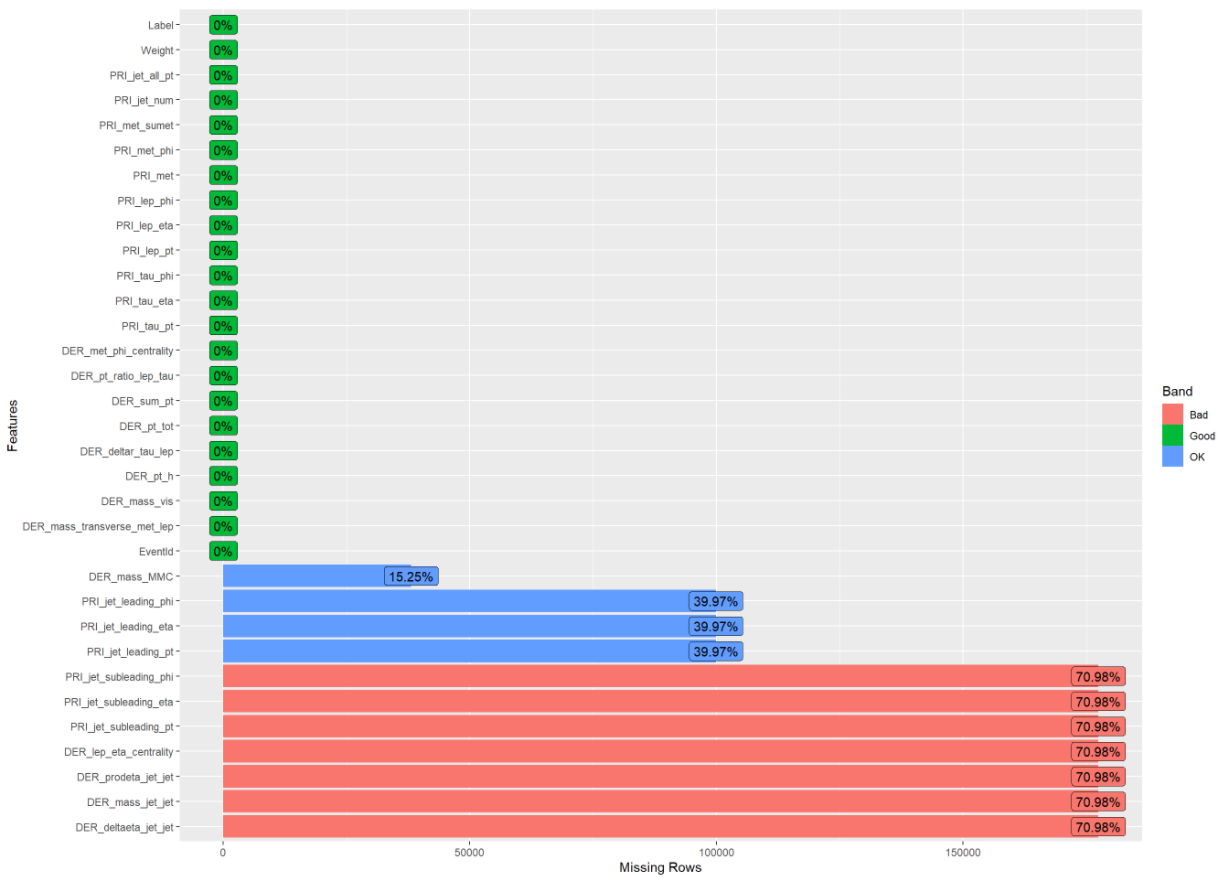 Label 0%
Weight 0%
PRI_jet_all_pt 0%
PRI_jet_num 0%
PRI_met_sumet 0%
PRI_met_phi 0%
PRI_met 0%
PRI_lep_phi 0%
PRI_lep_eta 0%
PRI_lep_pt 0%
PRI_tau_phi 0%
PRI_tau_eta 0%
PRI_tau_pt 0%
DER_met_phi_centrality 0%
DER_pt_ratio_lep_tau 0%
DER_sum_pt 0%
DER_pt_tot 0%
DER_deltar_tau_lep 0%
DER_pt_h 0%
DER_mass_vis 0%
DER_mass_transverse_met_lep 0%
EventId 0%
DER_mass_MMC 15.25%
PRI_jet_leading_phi 39.97%
PRI_jet_leading_eta 39.97%
PRI_jet_leading_pt 39.97%
PRI_jet_subleading_phi 70.98%
PRI_jet_subleading_eta 70.98%
PRI_jet_subleading_pt 70.98%
DER_lep_eta_centrality 70.98%
DER_prodeta_jet_jet 70.98%
DER_mass_jet_jet 70.98%
DER_deltaeta_jet_jet 70.98%
0 50000 100000 150000
Missing Rows
Features
Band
Bad
Good
OK